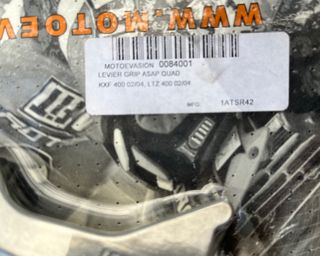 WWW.MOTOEV
MOTOEVASION 0084001
LEVIER GRIP ASAP QUAD
KXF 400 02/04, LTZ 400 02/04
MFG: 1ATSR42